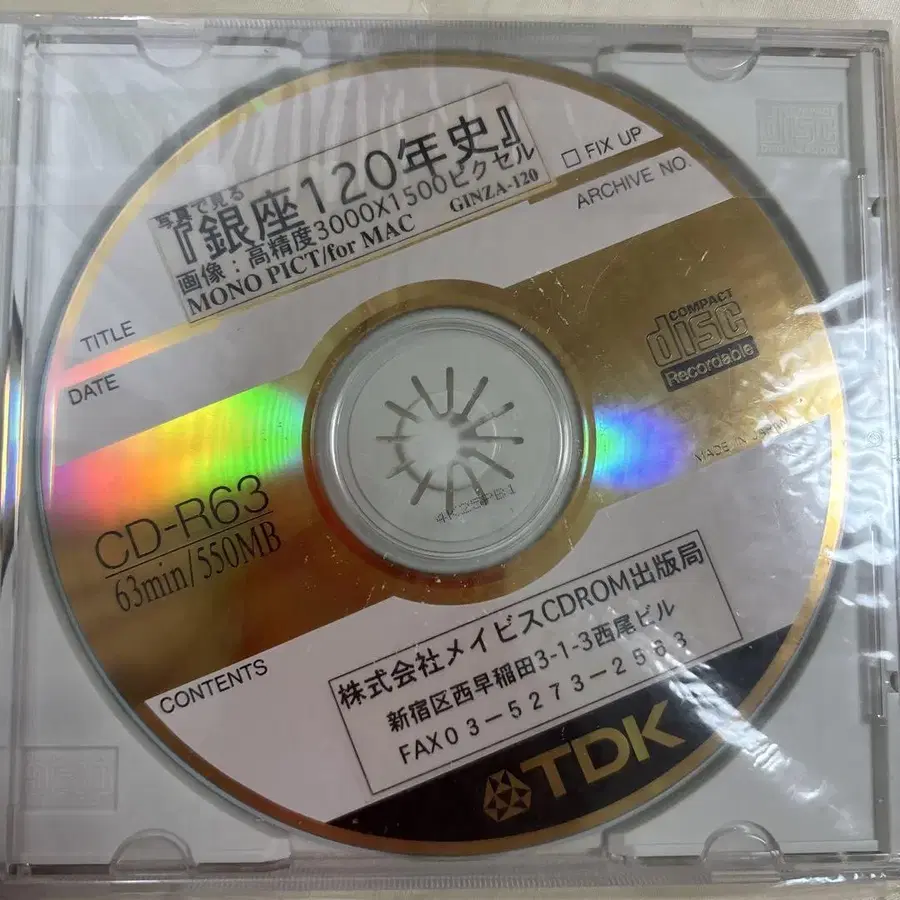 写真で見る
『銀座120年史』
画像：高精度3000X1500ピクセル
MONO PICT/for MAC GINZA-120
FIX UP
ARCHIVE NO.
TITLE
DATE
COMPACT
disc
Recordable
MADE IN JAPAN
CD-R63
63min/550MB
CONTENTS
株式会社メイビスCDROM出版局
新宿区西早稲田3-1-3西尾ビル
FAX03-5273-2583
TDK